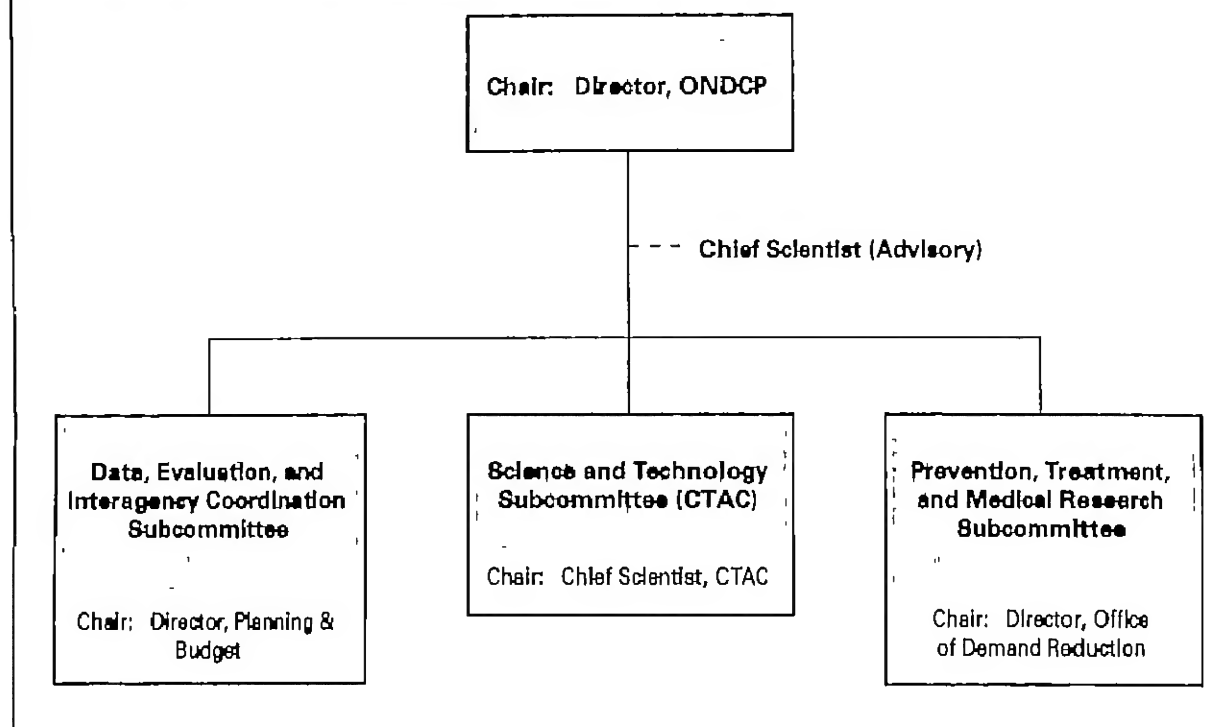 Chair: Director, ONDCP
Chief Scientist (Advisory)
Data, Evaluation, and
Interagency Coordination
Subcommittee
Chair: Director, Planning &
Budget
Science and Technology
Subcommittee (CTAC)
Chair: Chief Scientist, CTAC
Prevention, Treatment,
and Medical Research
Subcommittee
Chair: Director, Office
of Demand Reduction